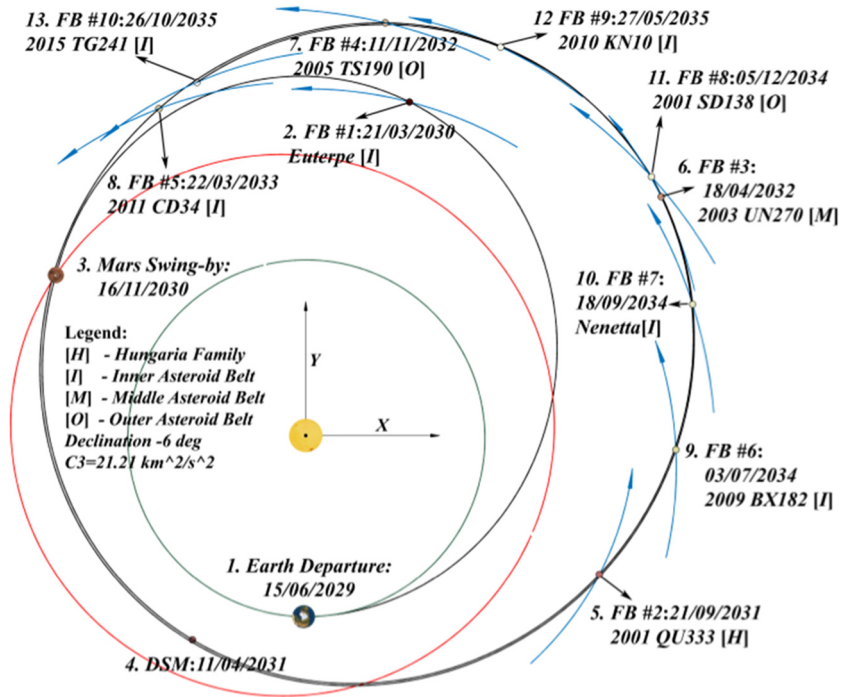 13. FB #10:26/10/2035
2015 TG241 [I]
7. FB #4:11/11/2032
2005 TS190 [O]
12 FB #9:27/05/2035
2010 KN10 [I]
11. FB #8:05/12/2034
2001 SD138 [O]
2. FB #1:21/03/2030
Euterpe [I]
6. FB #3:
18/04/2032
2003 UN270 [M]
8. FB #5:22/03/2033
2011 CD34 [I]
3. Mars Swing-by:
16/11/2030
10. FB #7:
18/09/2034
Nenetta[I]
Legend:
[H] - Hungaria Family
[I] - Inner Asteroid Belt
[M] - Middle Asteroid Belt
[O] - Outer Asteroid Belt
Declination -6 deg
C3=21.21 km^2/s^2
Y
X
9. FB #6:
03/07/2034
2009 BX182 [I]
1. Earth Departure:
15/06/2029
5. FB #2:21/09/2031
2001 QU333 [H]
4. DSM:11/04/2031